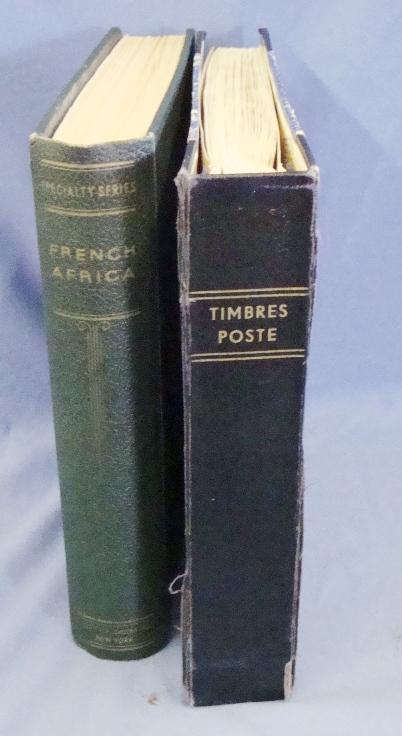 SPECIALTY SERIES
FRENCH
AFRICA
NEW YORK
TIMBRES
POSTE